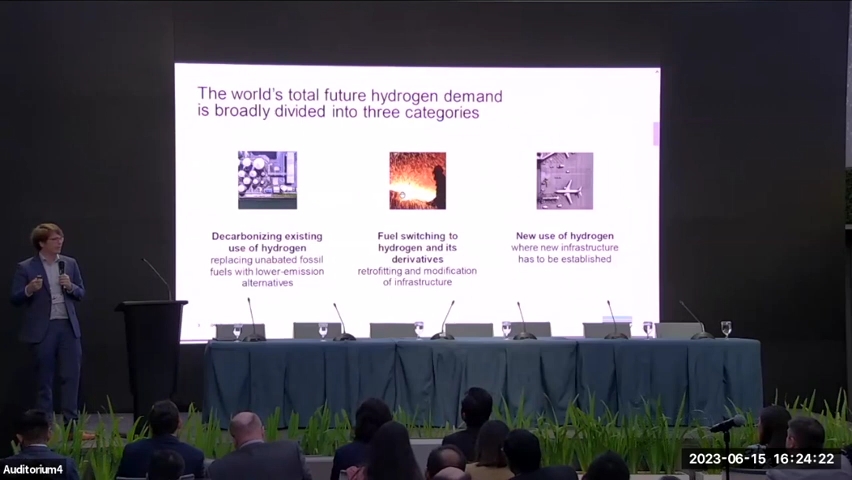 The world's total future hydrogen demand
is broadly divided into three categories
Decarbonizing existing
use of hydrogen
replacing unabated fossil
fuels with lower-emission
alternatives
Fuel switching to
hydrogen and its
derivatives
retrofitting and modification
of infrastructure
New use of hydrogen
where new infrastructure
has to be established
Auditorium4
2023-06-15 16:24:22